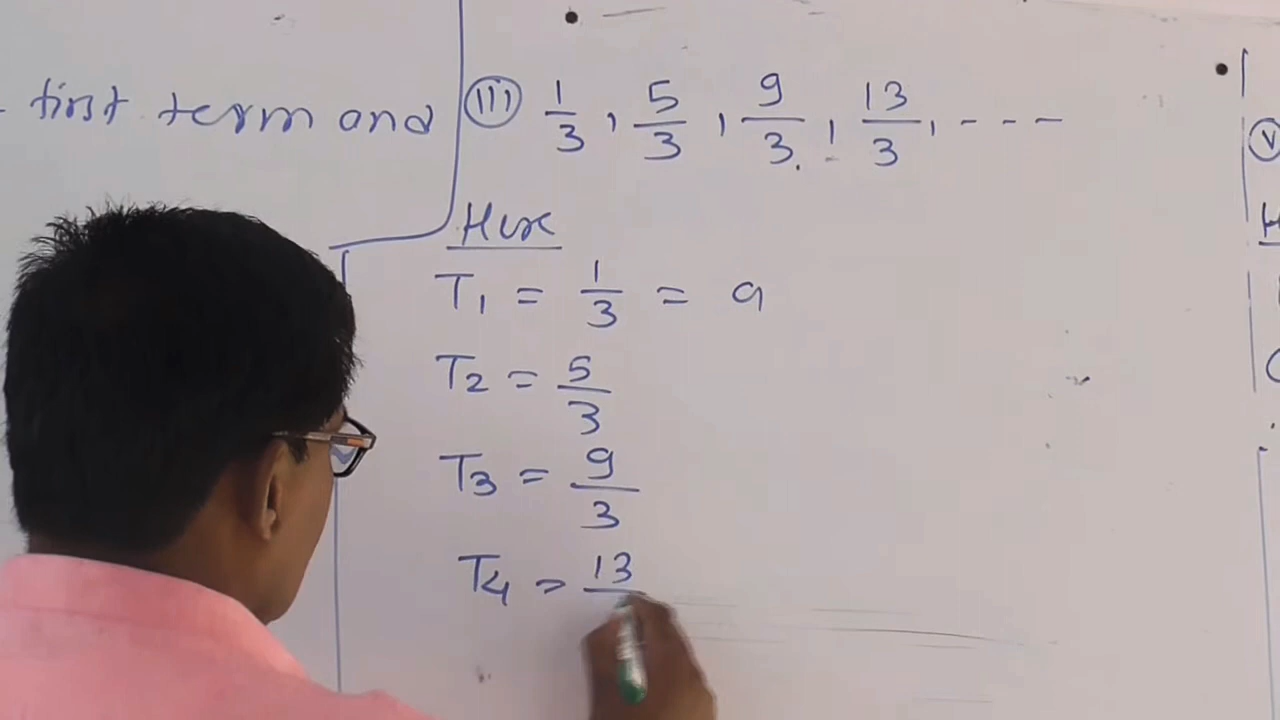 first term and
(iii) 1/3, 5/3, 9/3, 13/3, ---
Here
T1 = 1/3 = a
T2 = 5/3
T3 = 9/3
T4 = 13
(v)